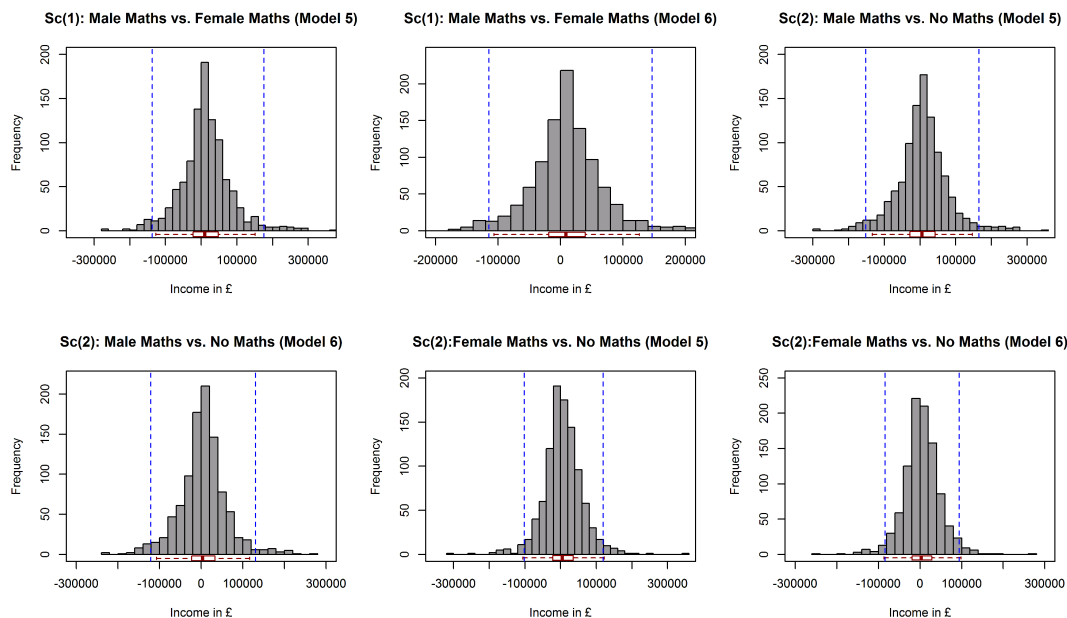 Sc(1): Male Maths vs. Female Maths (Model 5)
Frequency
0 50 100 150 200
-300000 -100000 0 100000 300000
Income in £
Sc(1): Male Maths vs. Female Maths (Model 6)
Frequency
0 50 100 150 200
-200000 -100000 0 100000 200000
Income in £
Sc(2): Male Maths vs. No Maths (Model 5)
Frequency
0 50 100 150 200
-300000 -100000 0 100000 300000
Income in £
Sc(2): Male Maths vs. No Maths (Model 6)
Frequency
0 50 100 150 200
-300000 -100000 0 100000 300000
Income in £
Sc(2):Female Maths vs. No Maths (Model 5)
Frequency
0 50 100 150 200
-300000 -100000 0 100000 300000
Income in £
Sc(2):Female Maths vs. No Maths (Model 6)
Frequency
0 50 100 150 200 250
-300000 -100000 0 100000 300000
Income in £